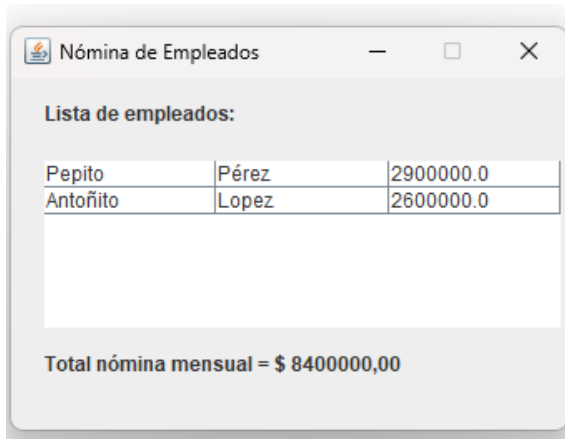 Nómina de Empleados
Lista de empleados:
Pepito Pérez 2900000.0
Antoñito Lopez 2600000.0
Total nómina mensual = $ 8400000,00